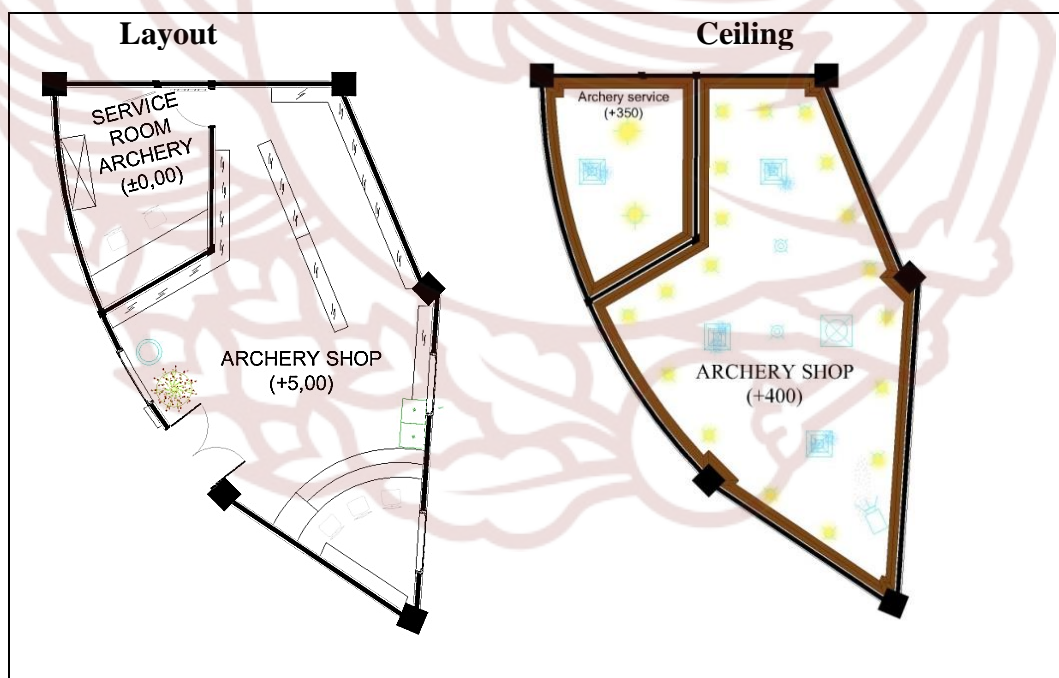 Layout
Ceiling
SERVICE
ROOM
ARCHERY
(±0,00)
ARCHERY SHOP
(+5,00)
Archery service
(+350)
ARCHERY SHOP
(+400)